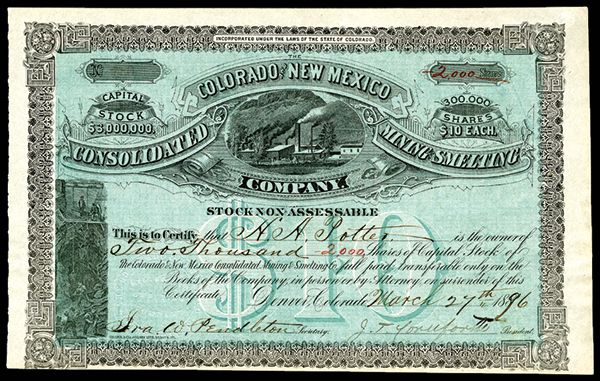 INCORPORATED UNDER THE LAWS OF THE STATE OF COLORADO.
THE
COLORADO AND NEW MEXICO
2,000 Shares
CAPITAL
STOCK
$3,000,000.
300,000
SHARES
$10 EACH.
CONSOLIDATED
MINING & SMELTING
COMPANY
STOCK NON-ASSESSABLE
$10
This is to Certify that H. A. Potter is the owner of
Two Thousand 2,000 Shares of Capital Stock of
The Colorado & New Mexico Consolidated Mining & Smelting Co. full paid, transferable only on the
Books of the Company, in person or by Attorney on surrender of this
Certificate. Denver, Colorado, March 27th 1896
Ira W. Pendleton Secretary. J. T. President.